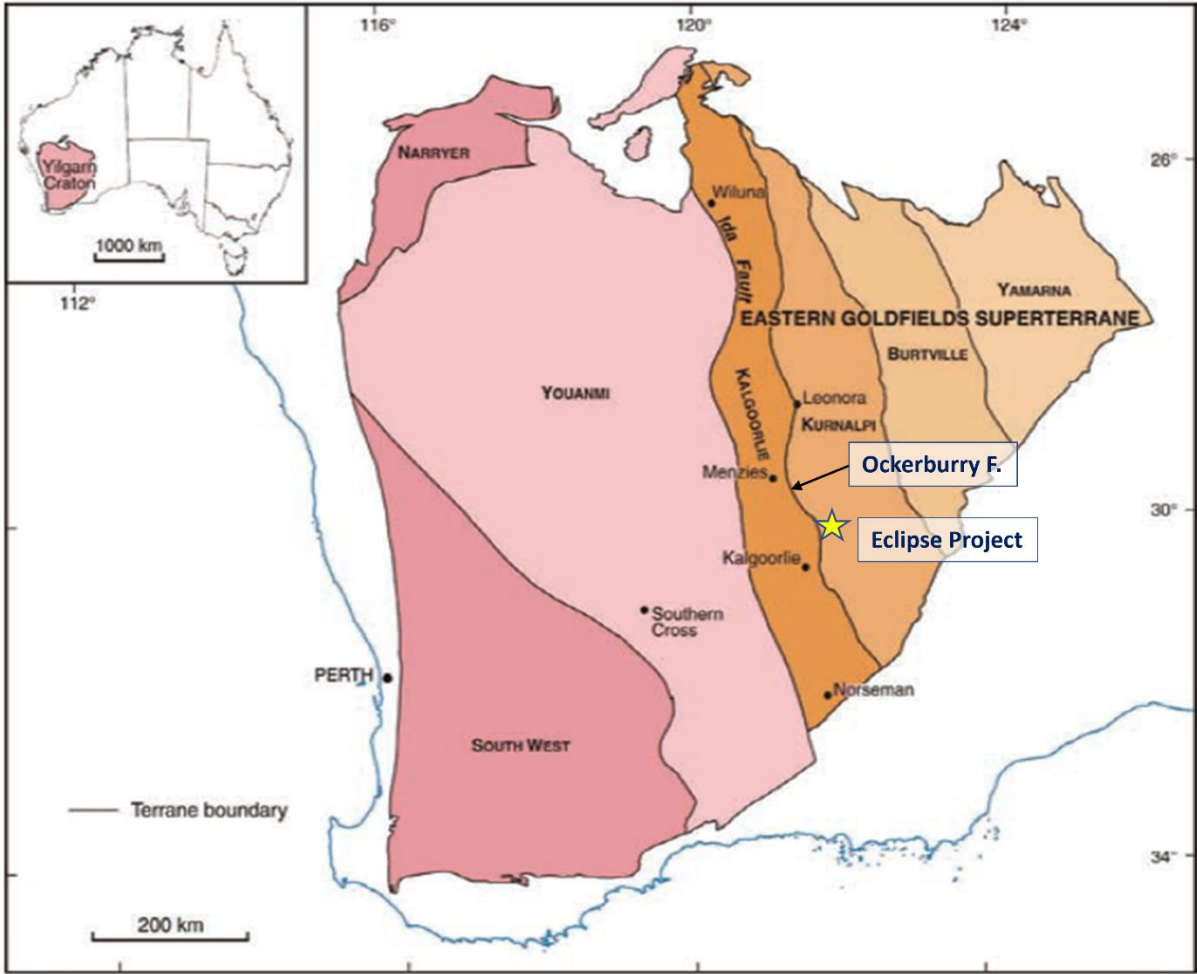 116°
120°
124°
Yilgarn
Craton
1000 km
112°
NARRYER
26°
Wiluna
Ida
Fault
YAMARNA
EASTERN GOLDFIELDS SUPERTERRANE
BURTVILLE
YOUANMI
KALGOORLIE
Leonora
KURNALPI
Menzies
Ockerburry F.
30°
Eclipse Project
Kalgoorlie
Southern
Cross
PERTH
Norseman
SOUTH WEST
Terrane boundary
34°
200 km